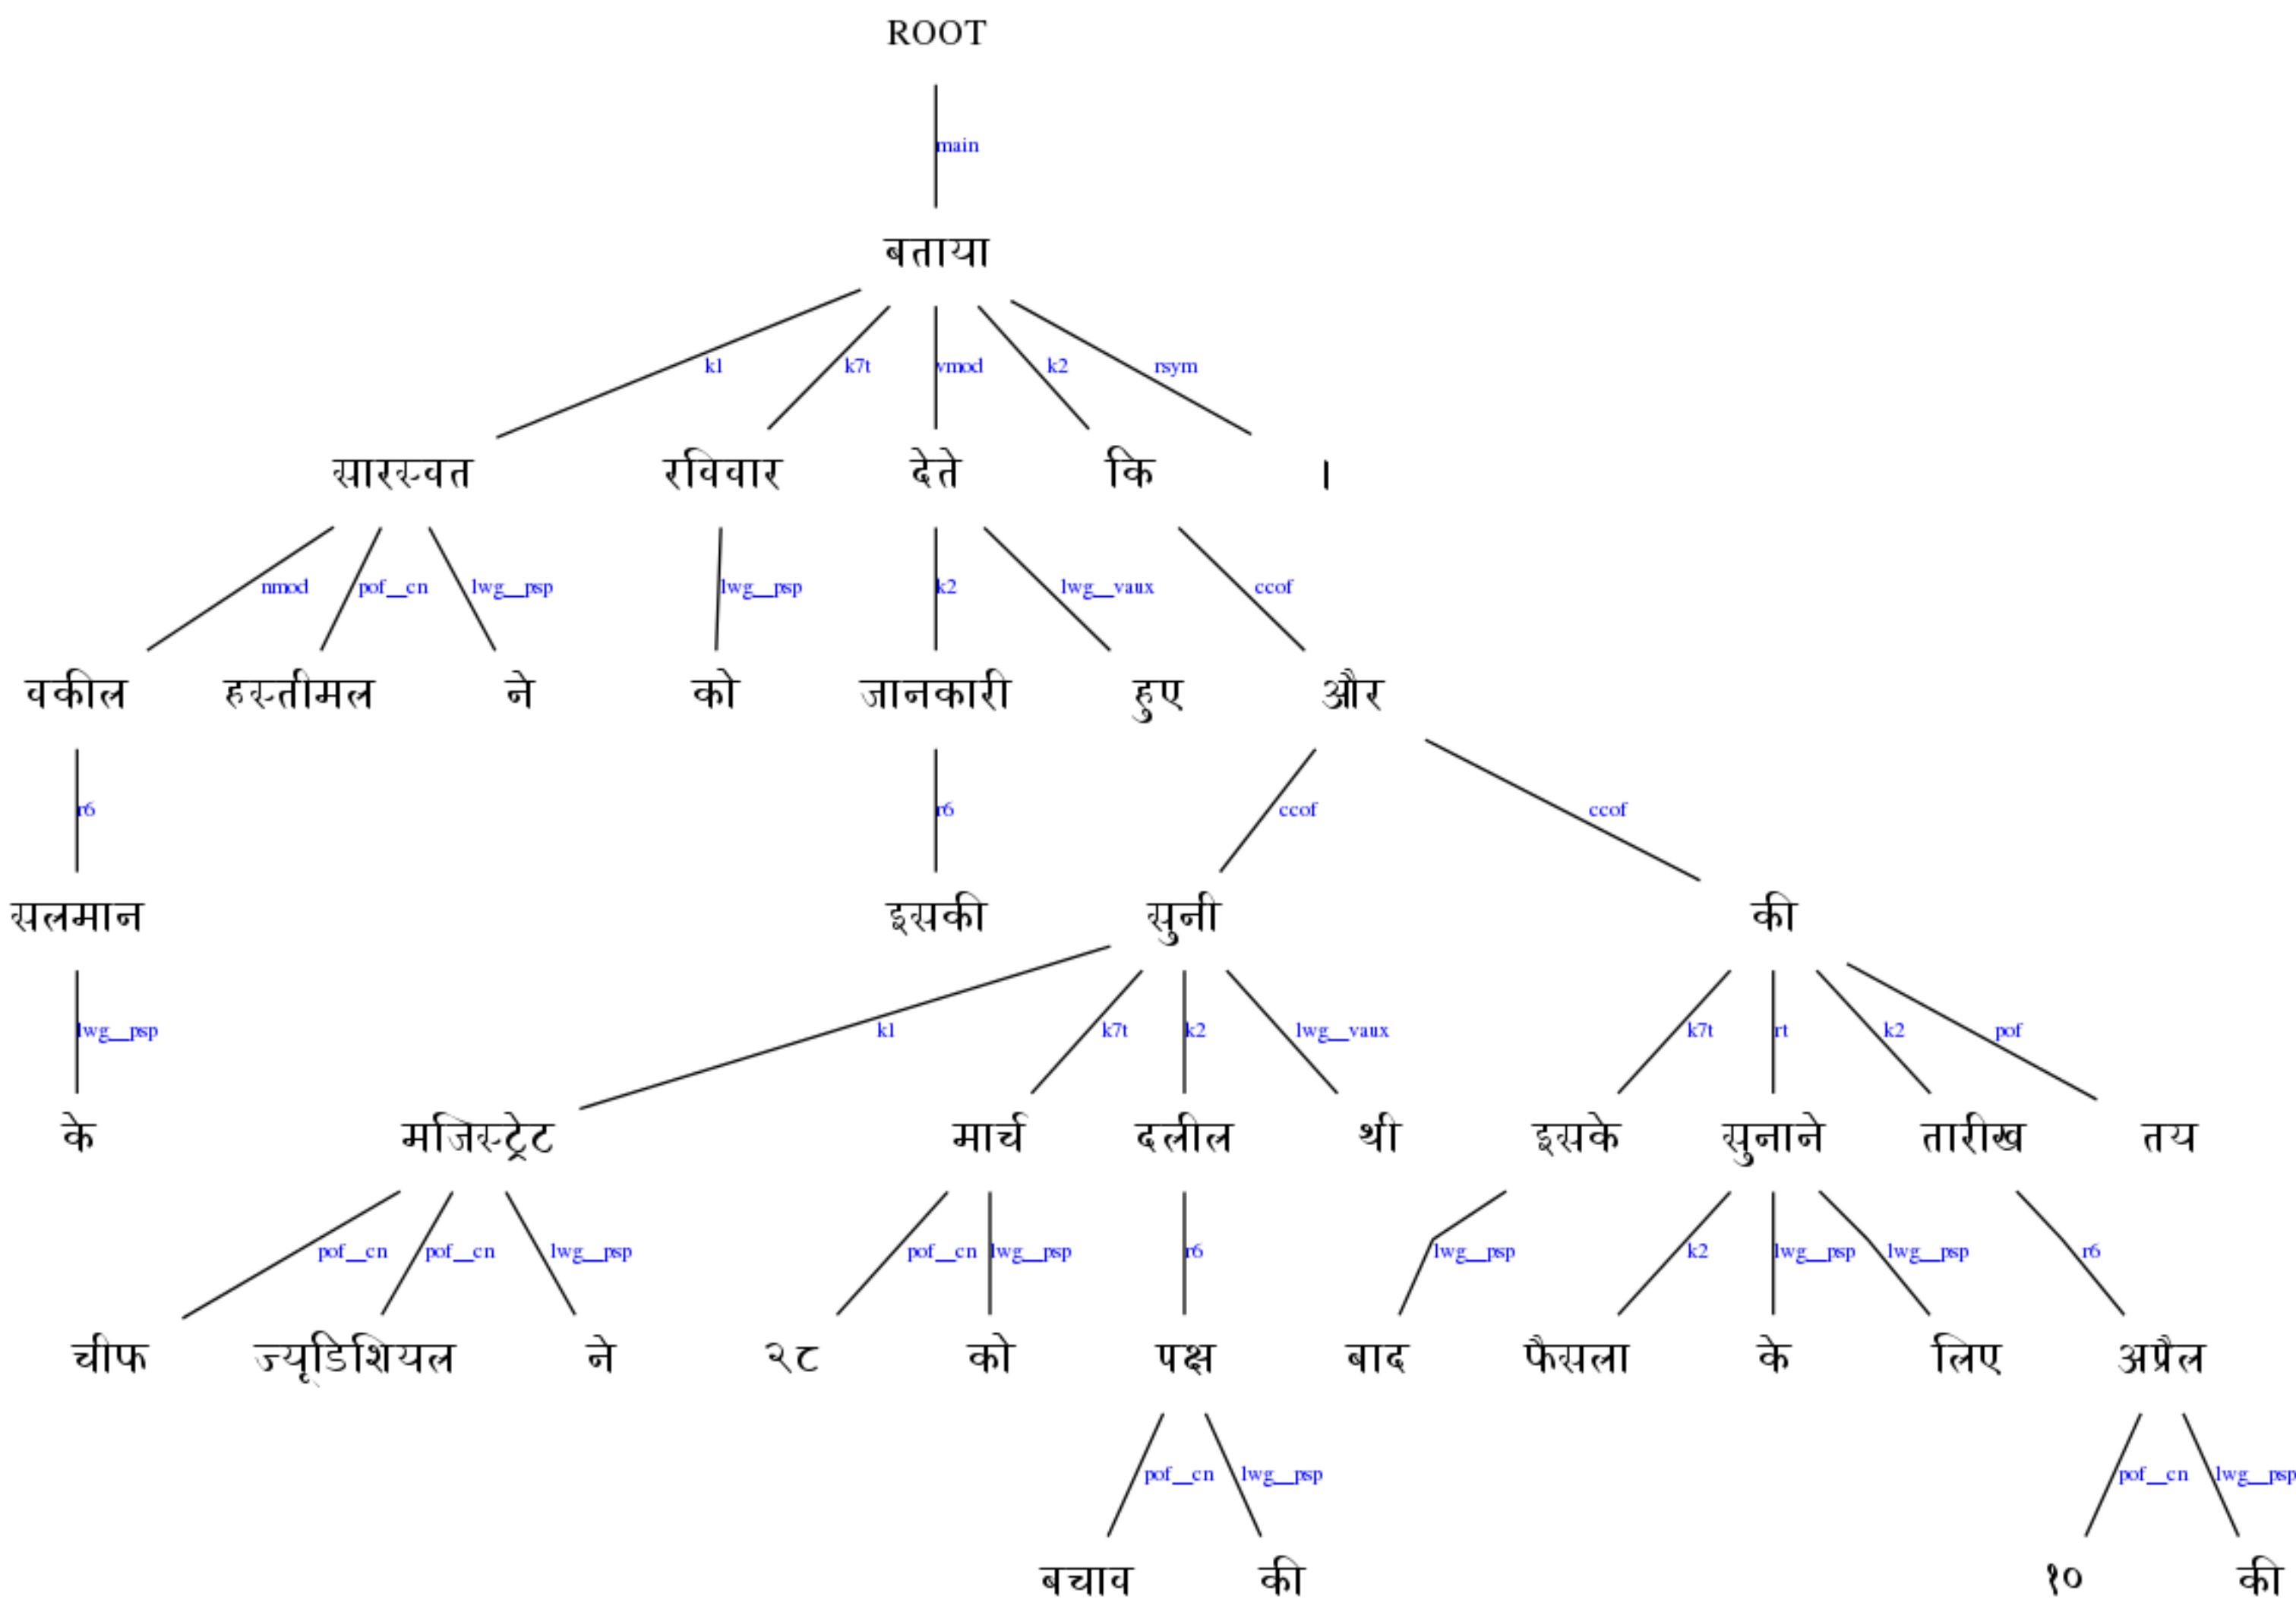 ROOT
main
बताया
k1 k7t vmod k2 rsym
सारस्वत रविवार देते कि ।
nmod pof__cn lwg__psp lwg__psp k2 lwg__vaux ccof
वकील हस्तीमल ने को जानकारी हुए और
r6 r6 ccof ccof
सलमान इसकी सुनी की
lwg__psp k1 k7t k2 lwg__vaux k7t rt k2 pof
के मजिस्ट्रेट मार्च दलील थी इसके सुनाने तारीख तय
pof__cn pof__cn lwg__psp pof__cn lwg__psp r6 lwg__psp k2 lwg__psp lwg__psp r6
चीफ ज्यूडिशियल ने २८ को पक्ष बाद फैसला के लिए अप्रैल
pof__cn lwg__psp pof__cn lwg__psp
बचाव की १० की